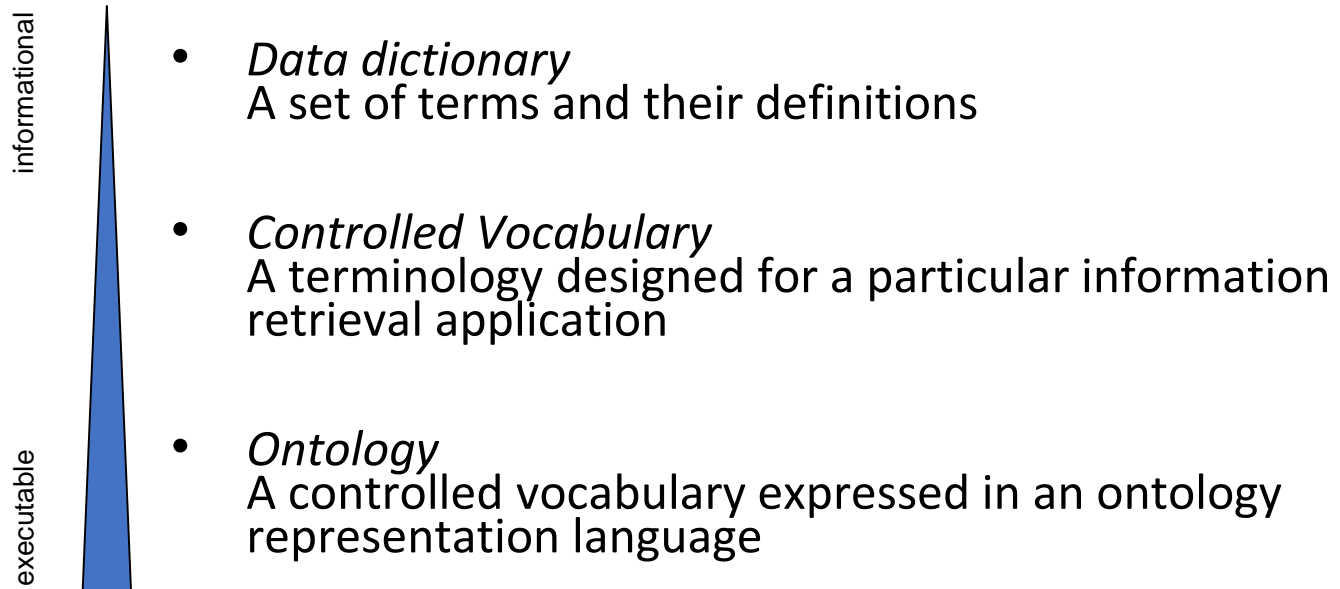 informational
• Data dictionary
A set of terms and their definitions
• Controlled Vocabulary
A terminology designed for a particular information
retrieval application
executable
• Ontology
A controlled vocabulary expressed in an ontology
representation language